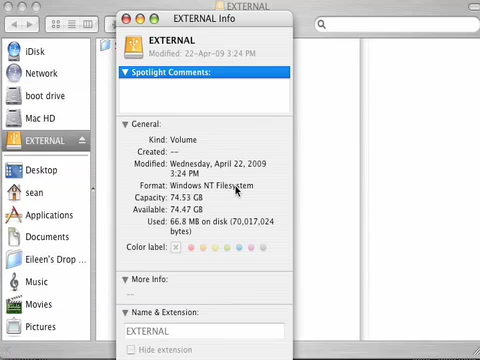 EXTERNAL
EXTERNAL Info
EXTERNAL
Modified: 22-Apr-09 3:24 PM
Spotlight Comments:
General:
Kind: Volume
Created: --
Modified: Wednesday, April 22, 2009
3:24 PM
Format: Windows NT Filesystem
Capacity: 74.53 GB
Available: 74.47 GB
Used: 66.8 MB on disk (70,017,024
bytes)
Color label:
More Info:
--
Name & Extension:
EXTERNAL
Hide extension
iDisk
Network
boot drive
Mac HD
EXTERNAL
Desktop
sean
Applications
Documents
Eileen's Drop ...
Music
Movies
Pictures